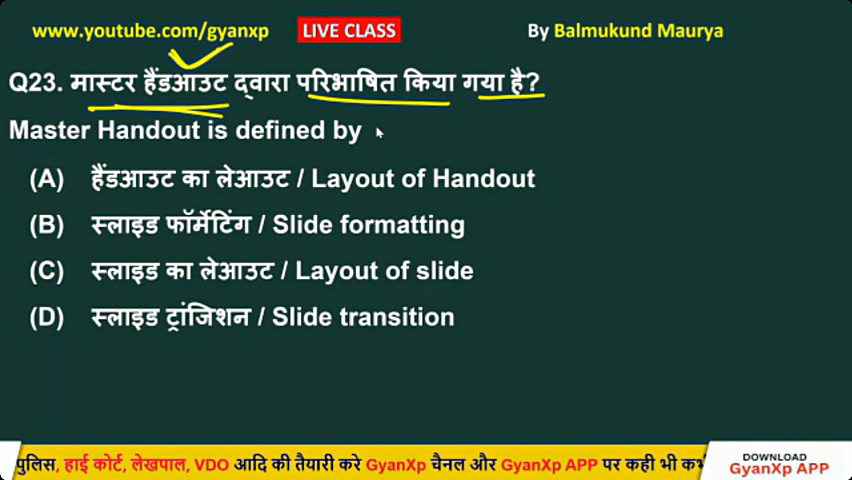 www.youtube.com/gyanxp LIVE CLASS By Balmukund Maurya
Q23. मास्टर हैंडआउट द्वारा परिभाषित किया गया है?
Master Handout is defined by
(A) हैंडआउट का लेआउट / Layout of Handout
(B) स्लाइड फॉर्मेटिंग / Slide formatting
(C) स्लाइड का लेआउट / Layout of slide
(D) स्लाइड ट्रांजिशन / Slide transition
पुलिस, हाई कोर्ट, लेखपाल, VDO आदि की तैयारी करे GyanXp चैनल और GyanXp APP पर कही भी
DOWNLOAD
GyanXp APP